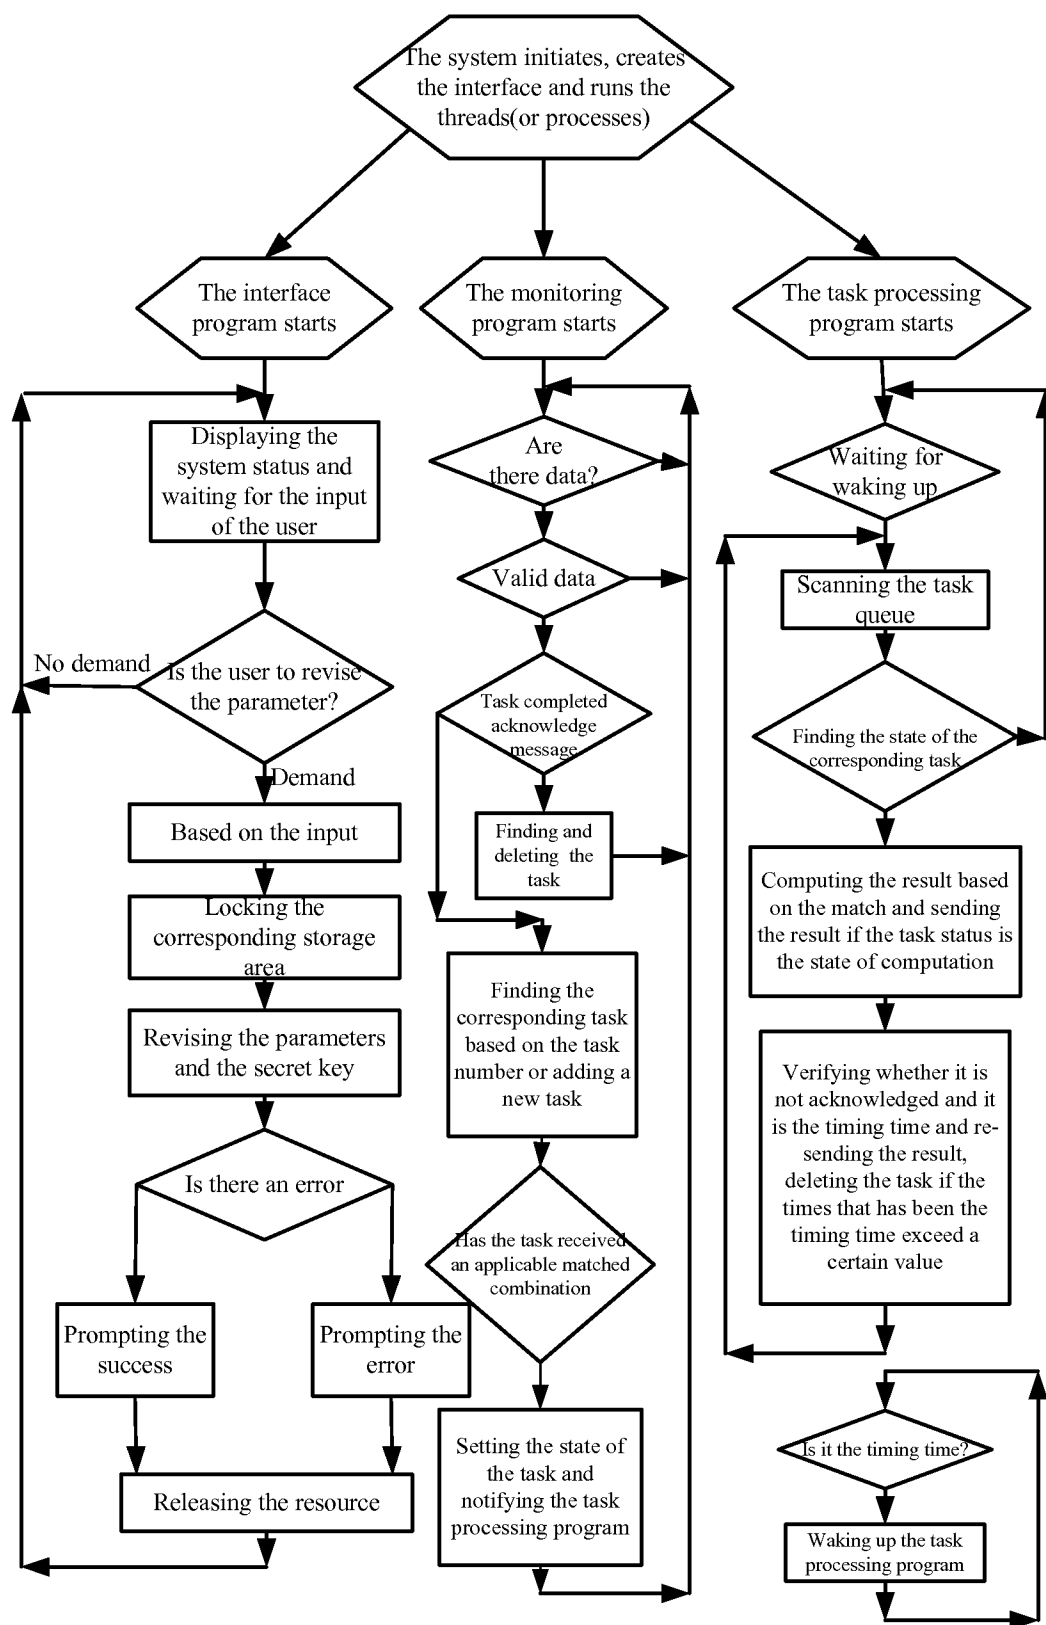 The system initiates, creates
the interface and runs the
threads(or processes)
The interface
program starts
The monitoring
program starts
The task processing
program starts
Displaying the
system status and
waiting for the input
of the user
No demand
Is the user to revise
the parameter?
Demand
Based on the input
Locking the
corresponding storage
area
Revising the parameters
and the secret key
Is there an error
Prompting the
success
Prompting the
error
Releasing the resource
Are
there data?
Valid data
Task completed
acknowledge
message
Finding and
deleting the
task
Finding the
corresponding task
based on the task
number or adding a
new task
Has the task received
an applicable matched
combination
Setting the state of
the task and
notifying the task
processing program
Waiting for
waking up
Scanning the task
queue
Finding the state of the
corresponding task
Computing the result based
on the match and sending
the result if the task status is
the state of computation
Verifying whether it is
not acknowledged and it
is the timing time and re-
sending the result,
deleting the task if the
times that has been the
timing time exceed a
certain value
Is it the timing time?
Waking up the task
processing program